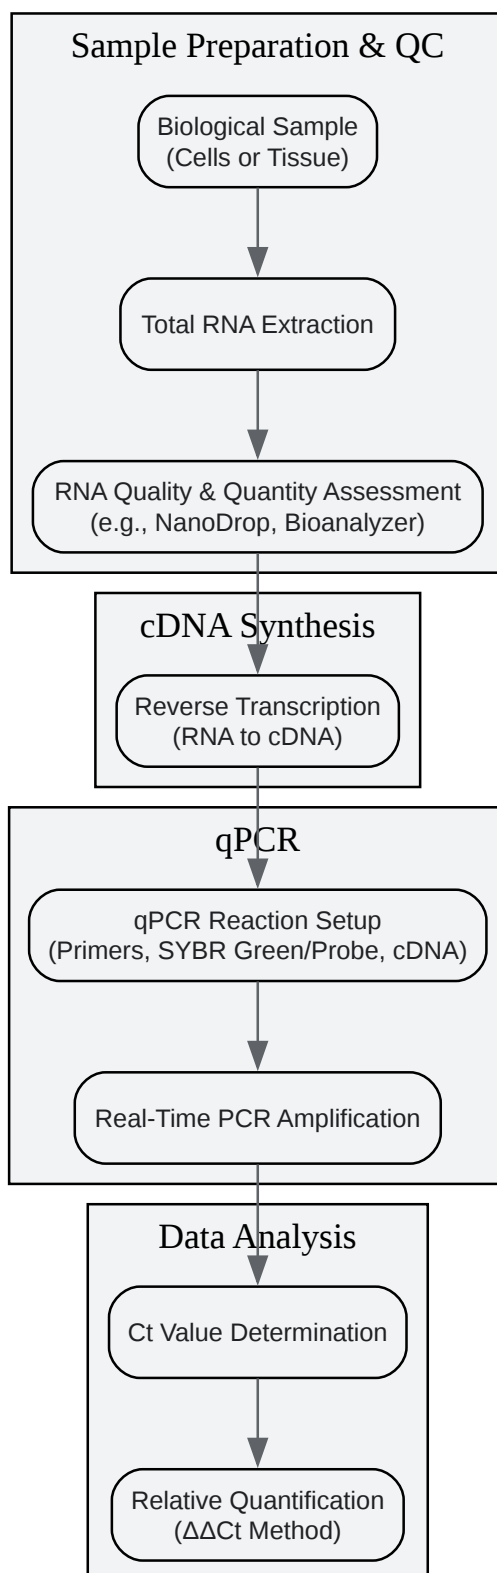 Sample Preparation & QC
Biological Sample
(Cells or Tissue)
Total RNA Extraction
RNA Quality & Quantity Assessment
(e.g., NanoDrop, Bioanalyzer)
cDNA Synthesis
Reverse Transcription
(RNA to cDNA)
qPCR
qPCR Reaction Setup
(Primers, SYBR Green/Probe, cDNA)
Real-Time PCR Amplification
Data Analysis
Ct Value Determination
Relative Quantification
(ΔΔCt Method)